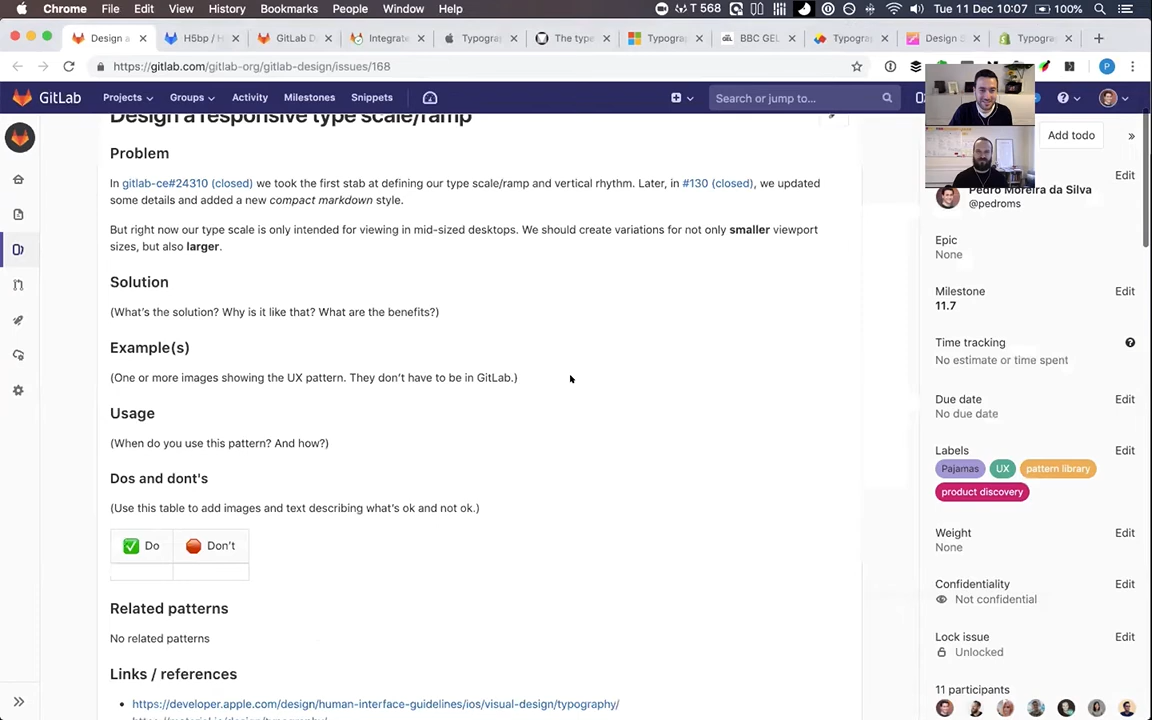 Chrome File Edit View History Bookmarks People Window Help
T 568
Tue 11 Dec 10:07 100%
Design a
H5bp / H
GitLab D
Integrate
Typogra
The type
Typogra
BBC GEL
Typogra
Design S
Typogra
https://gitlab.com/gitlab-org/gitlab-design/issues/168
P
GitLab Projects Groups Activity Milestones Snippets
Search or jump to...
Design a responsive type scale/ramp
Add todo
Problem
In gitlab-ce#24310 (closed) we took the first stab at defining our type scale/ramp and vertical rhythm. Later, in #130 (closed), we updated
some details and added a new compact markdown style.
But right now our type scale is only intended for viewing in mid-sized desktops. We should create variations for not only smaller viewport
sizes, but also larger.
Solution
(What's the solution? Why is it like that? What are the benefits?)
Example(s)
(One or more images showing the UX pattern. They don't have to be in GitLab.)
Usage
(When do you use this pattern? And how?)
Dos and dont's
(Use this table to add images and text describing what's ok and not ok.)
Do Don't
Related patterns
No related patterns
Links / references
https://developer.apple.com/design/human-interface-guidelines/ios/visual-design/typography/
https://material.io/design/typography/
Edit
Pedro Moreira da Silva
@pedroms
Epic
None
Milestone Edit
11.7
Time tracking
No estimate or time spent
Due date Edit
No due date
Labels Edit
Pajamas UX pattern library
product discovery
Weight Edit
None
Confidentiality Edit
Not confidential
Lock issue Edit
Unlocked
11 participants